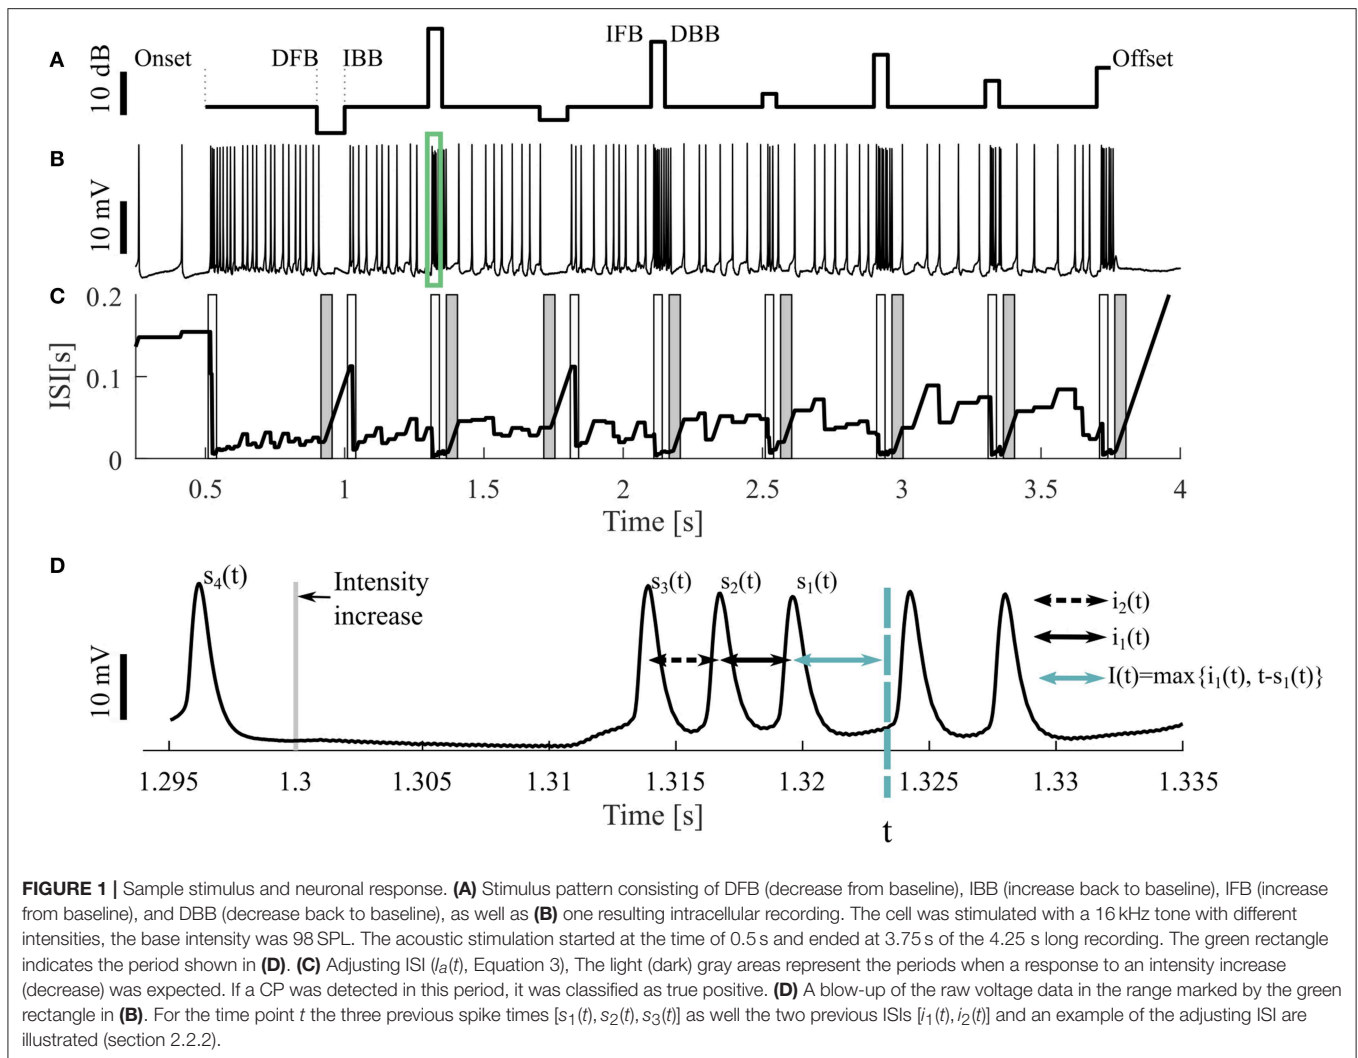 A
Onset
DFB
IBB
IFB
DBB
Offset
10 dB
B
10 mV
C
0.2
0.1
0
ISI[s]
0.5
1
1.5
2
2.5
3
3.5
4
Time [s]
D
s4(t)
Intensity
increase
s3(t)
s2(t)
s1(t)
i2(t)
i1(t)
I(t)=max{i1(t), t-s1(t)}
10 mV
1.295
1.3
1.305
1.31
1.315
1.32
1.325
1.33
1.335
Time [s]
t
FIGURE 1 | Sample stimulus and neuronal response. (A) Stimulus pattern consisting of DFB (decrease from baseline), IBB (increase back to baseline), IFB (increase
from baseline), and DBB (decrease back to baseline), as well as (B) one resulting intracellular recording. The cell was stimulated with a 16 kHz tone with different
intensities, the base intensity was 98 SPL. The acoustic stimulation started at the time of 0.5 s and ended at 3.75 s of the 4.25 s long recording. The green rectangle
indicates the period shown in (D). (C) Adjusting ISI (Ia(t), Equation 3), The light (dark) gray areas represent the periods when a response to an intensity increase
(decrease) was expected. If a CP was detected in this period, it was classified as true positive. (D) A blow-up of the raw voltage data in the range marked by the green
rectangle in (B). For the time point t the three previous spike times [s1(t), s2(t), s3(t)] as well the two previous ISIs [i1(t), i2(t)] and an example of the adjusting ISI are
illustrated (section 2.2.2).